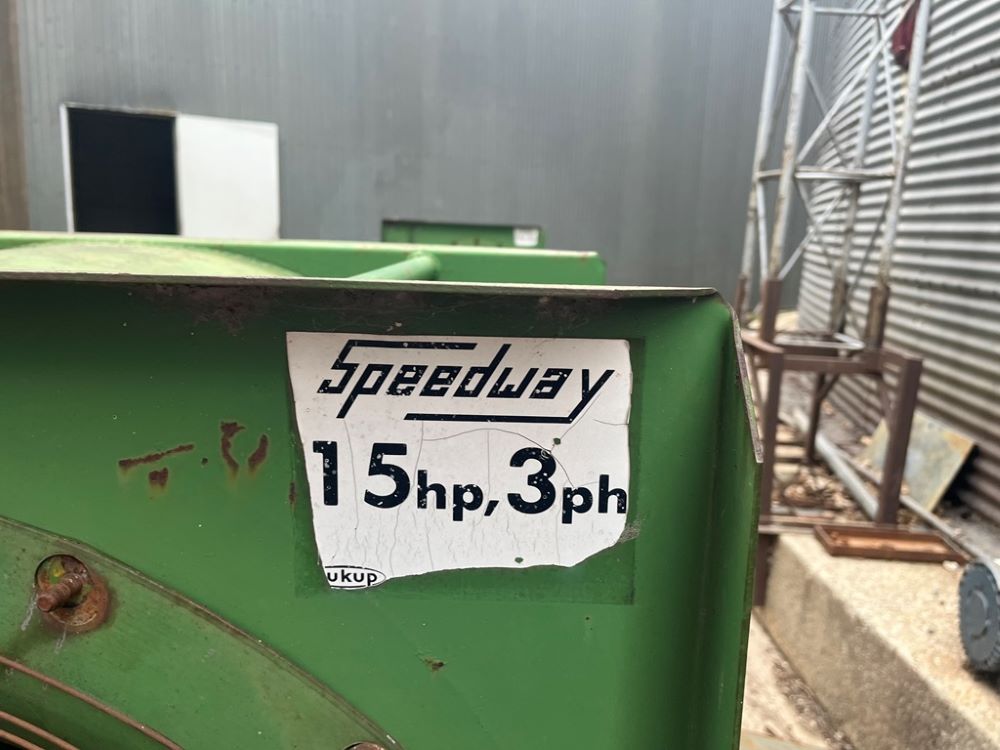 Speedway
15hp, 3ph
ukup